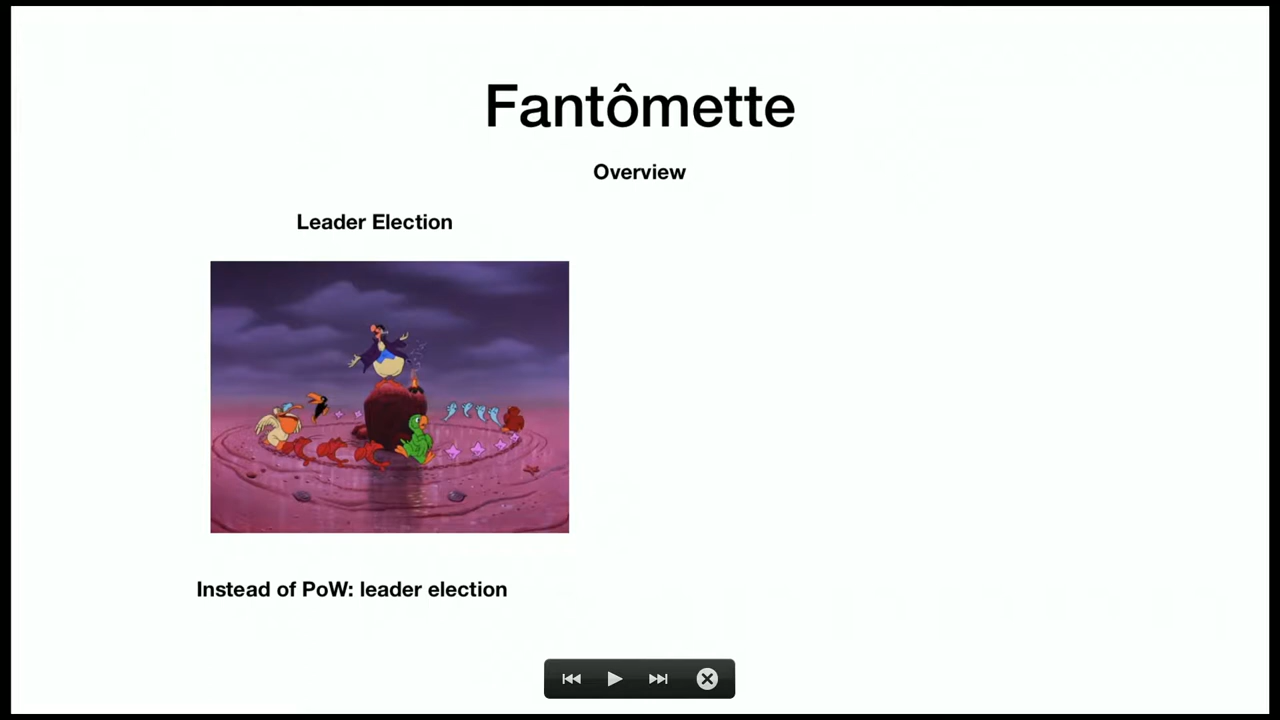 Fantômette
Overview
Leader Election
Instead of PoW: leader election